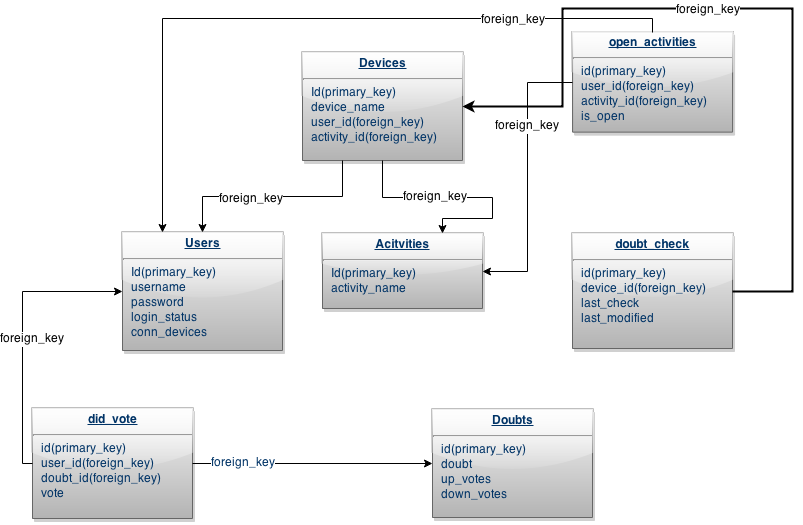 foreign_key
foreign_key
open_activities
id(primary_key)
user_id(foreign_key)
activity_id(foreign_key)
is_open
Devices
Id(primary_key)
device_name
user_id(foreign_key)
activity_id(foreign_key)
foreign_key
foreign_key
foreign_key
Users
Id(primary_key)
username
password
login_status
conn_devices
Acitvities
Id(primary_key)
activity_name
doubt_check
id(primary_key)
device_id(foreign_key)
last_check
last_modified
foreign_key
did_vote
id(primary_key)
user_id(foreign_key)
doubt_id(foreign_key)
vote
foreign_key
Doubts
id(primary_key)
doubt
up_votes
down_votes